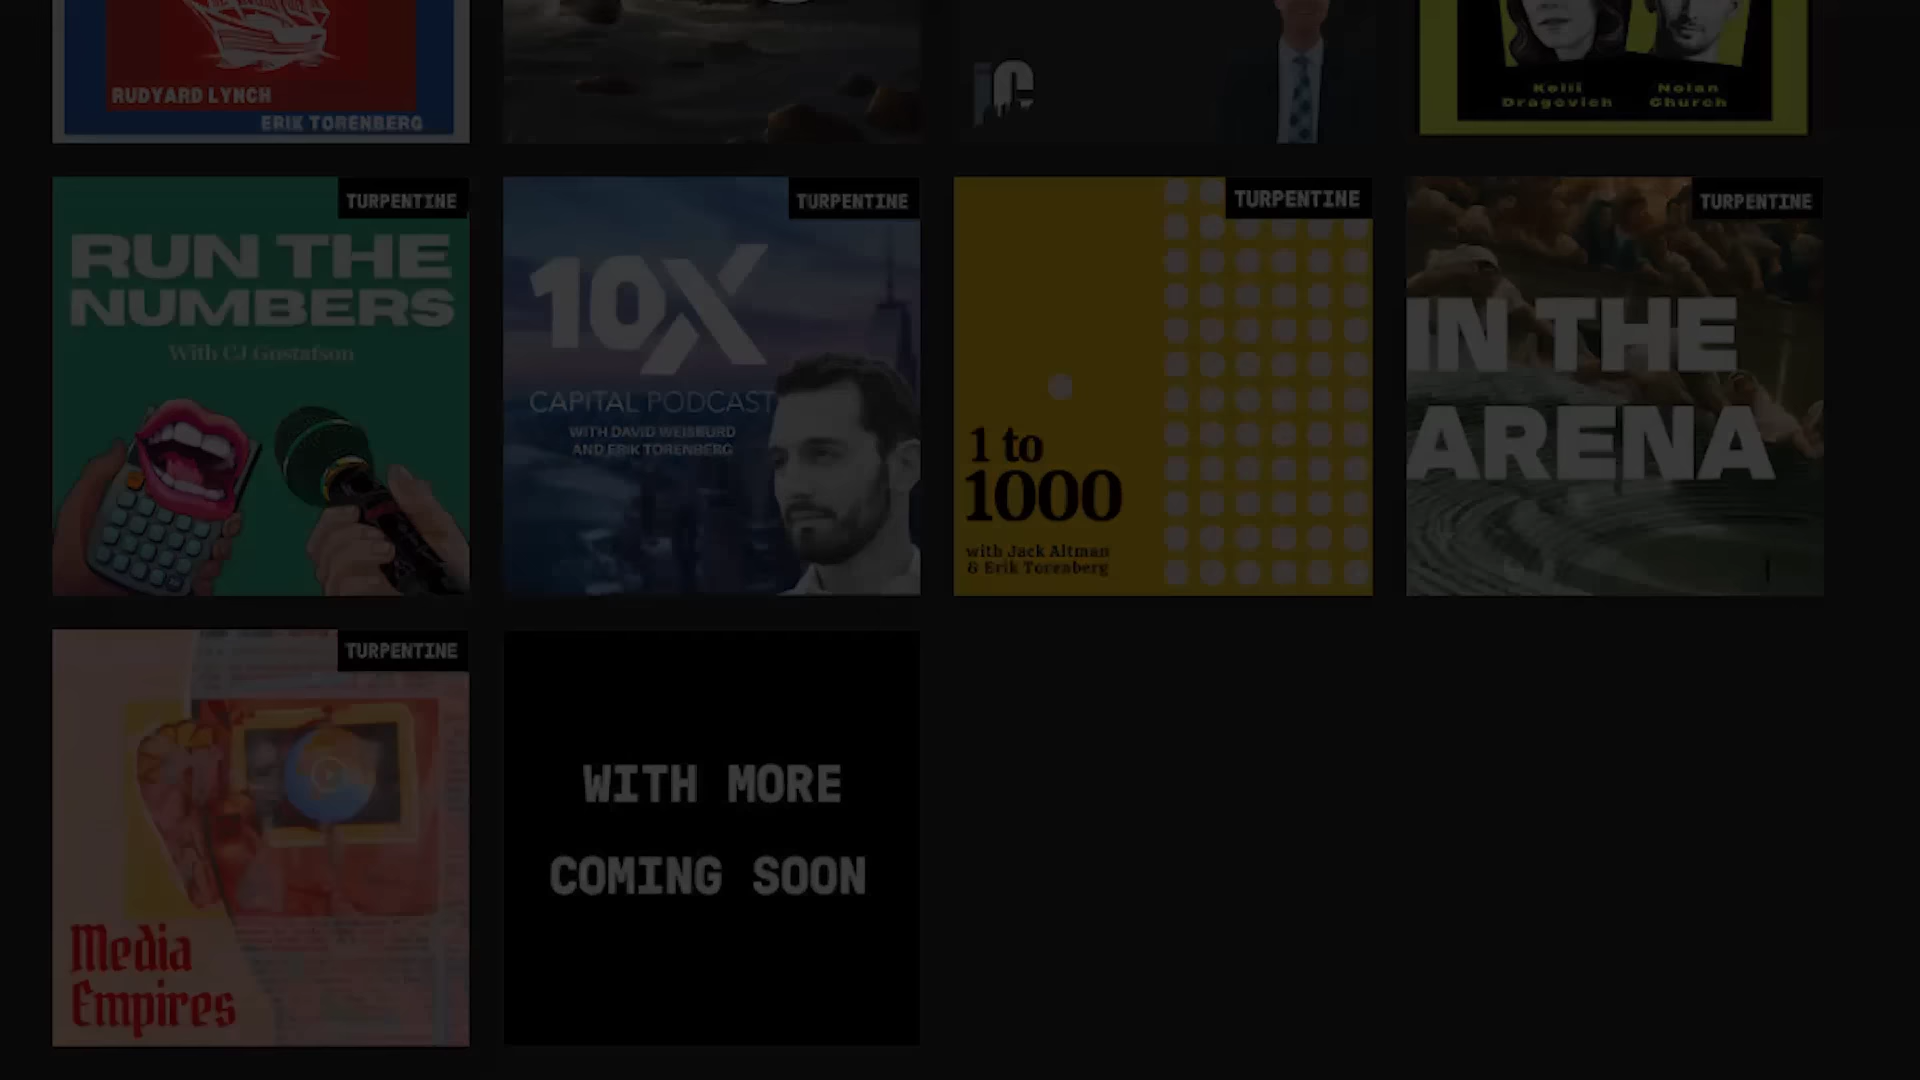 RUDYARD LYNCH
ERIK TORENBERG
iC
Kelli Dragovich
Nolan Church
TURPENTINE
RUN THE
NUMBERS
With CJ Gustafson
TURPENTINE
10X
CAPITAL PODCAST
WITH DAVID WEISBURD
AND ERIK TORENBERG
TURPENTINE
1 to
1000
with Jack Altman
& Erik Torenberg
TURPENTINE
IN THE
ARENA
TURPENTINE
Media
Empires
WITH MORE
COMING SOON